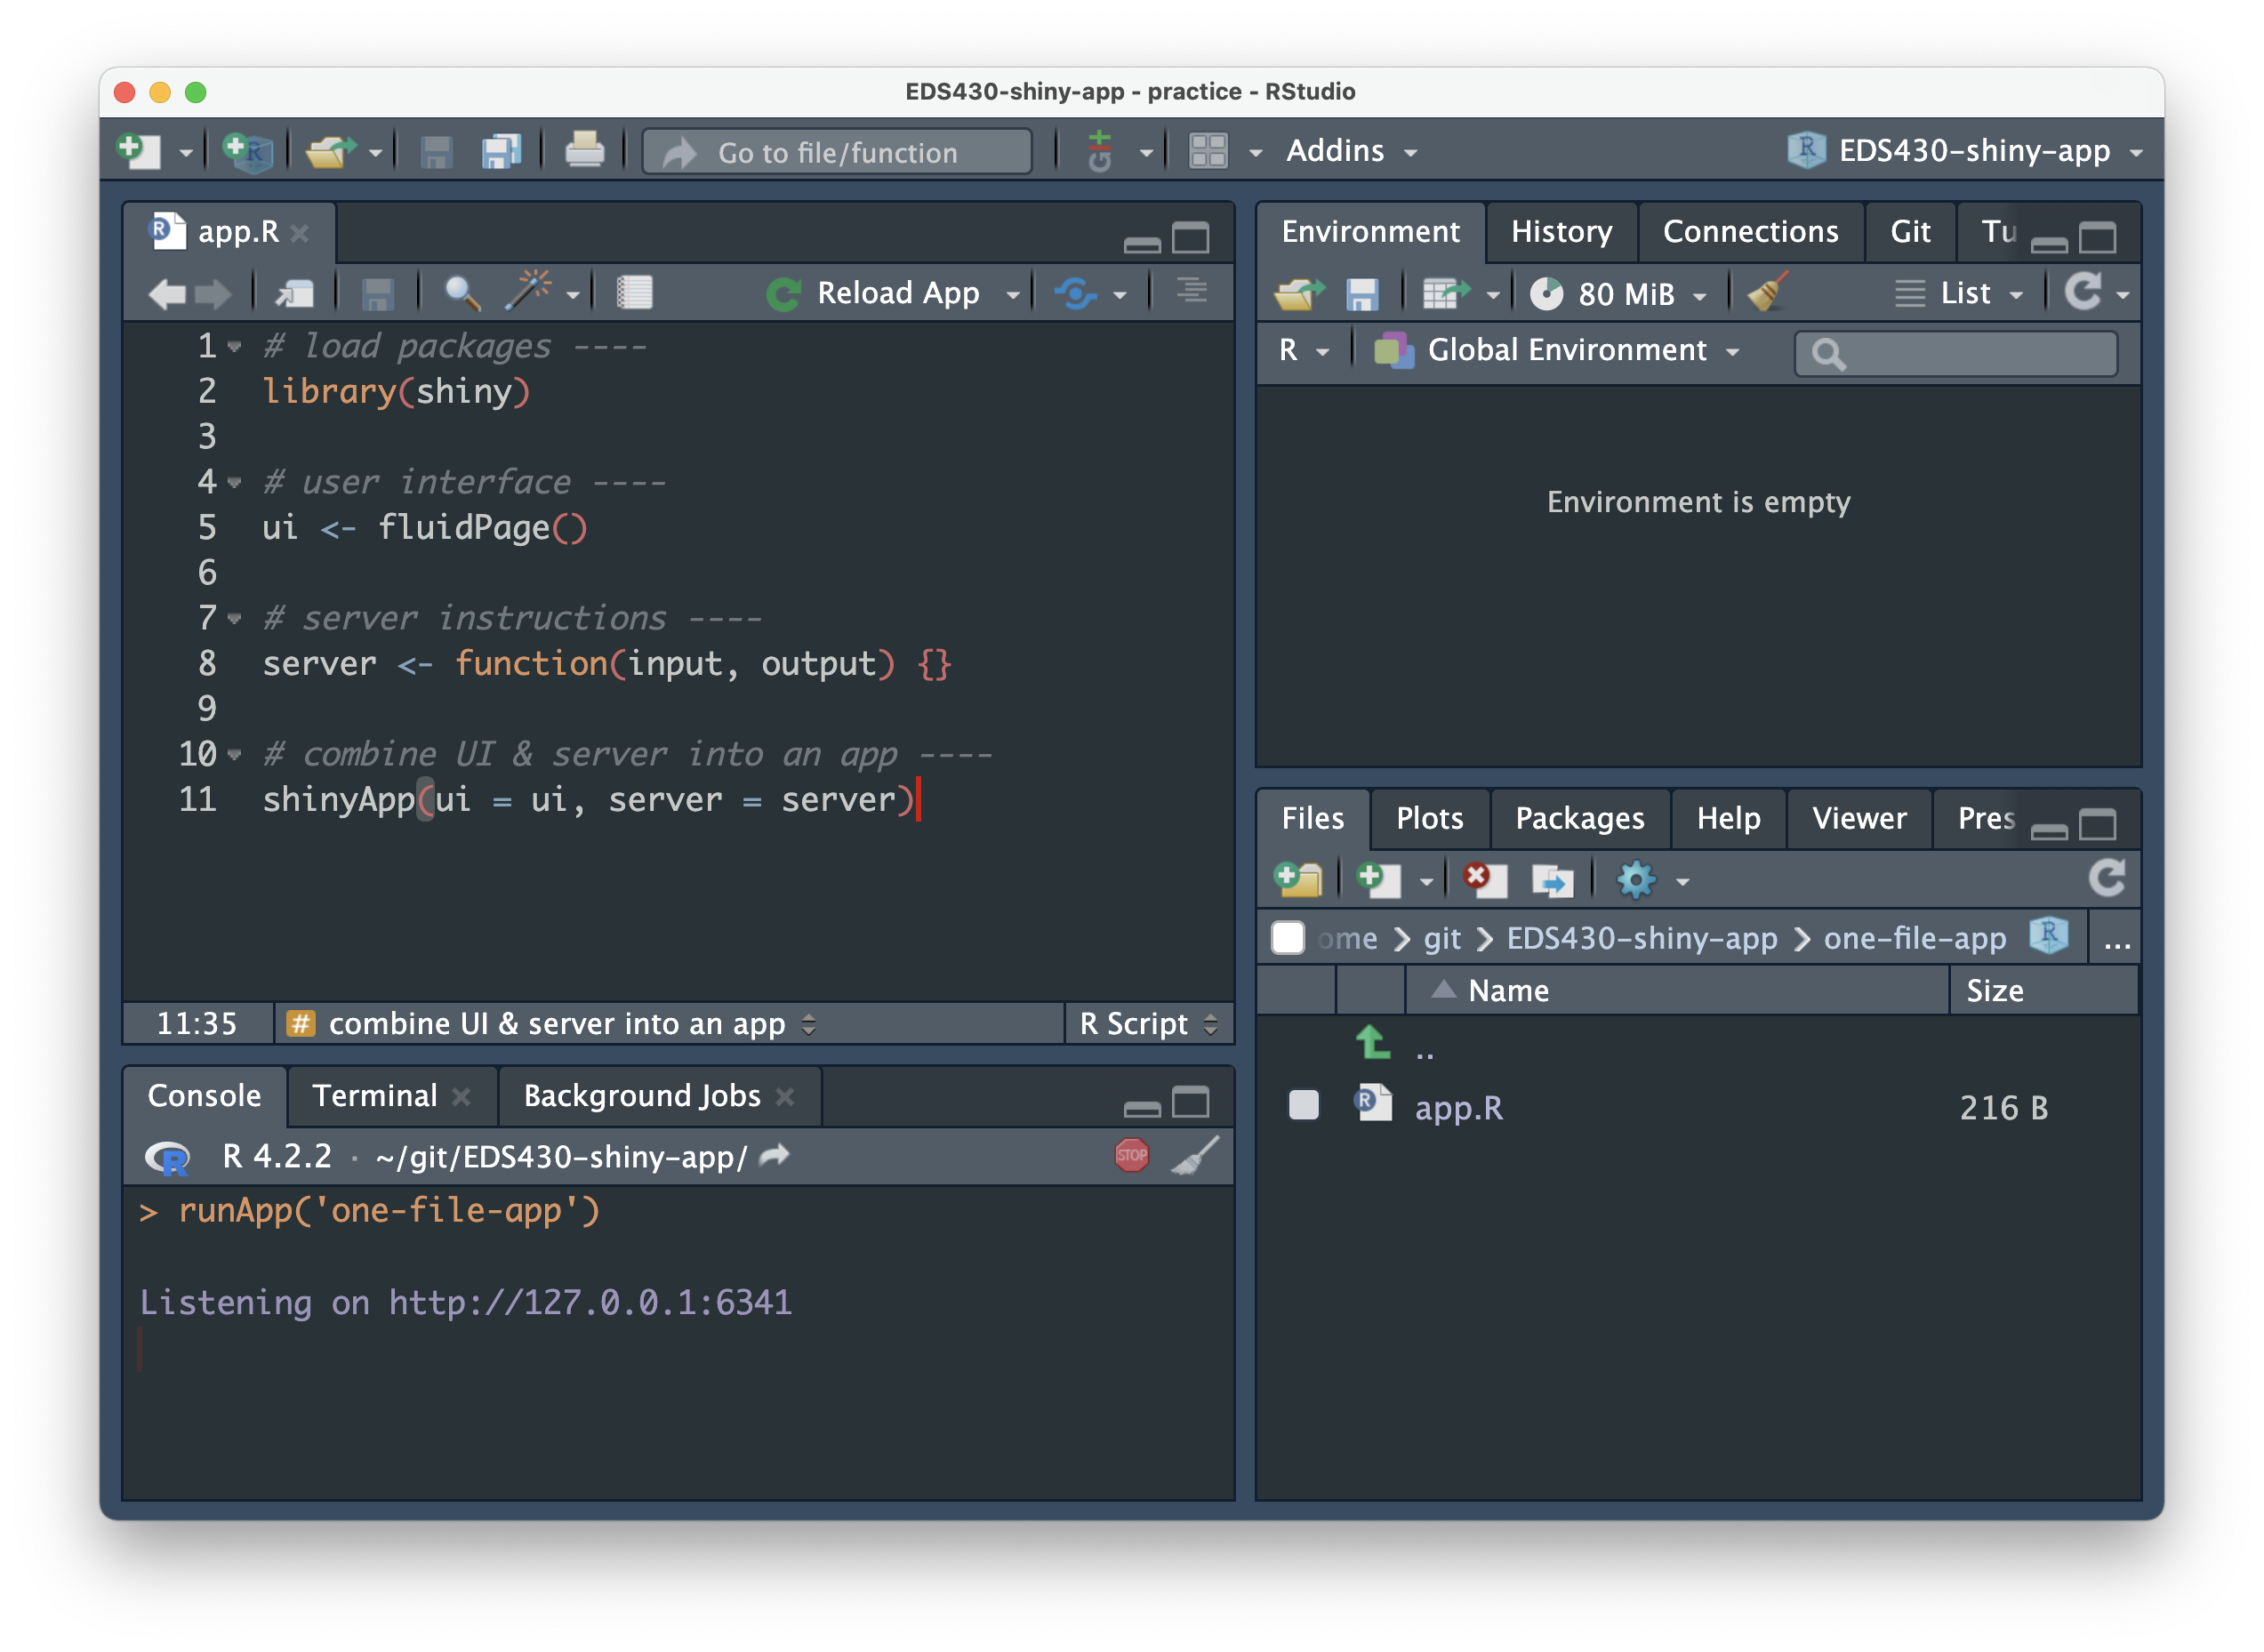 EDS430-shiny-app - practice - RStudio
Go to file/function
Addins
EDS430-shiny-app
app.R
Reload App
1 # load packages ----
2 library(shiny)
3
4 # user interface ----
5 ui <- fluidPage()
6
7 # server instructions ----
8 server <- function(input, output) {}
9
10 # combine UI & server into an app ----
11 shinyApp(ui = ui, server = server)
11:35 # combine UI & server into an app R Script
Console Terminal Background Jobs
R 4.2.2 · ~/git/EDS430-shiny-app/
STOP
> runApp('one-file-app')
Listening on http://127.0.0.1:6341
Environment History Connections Git Tu
80 MiB List
R Global Environment
Environment is empty
Files Plots Packages Help Viewer Pres
ome git EDS430-shiny-app one-file-app ...
Name Size
..
app.R 216 B